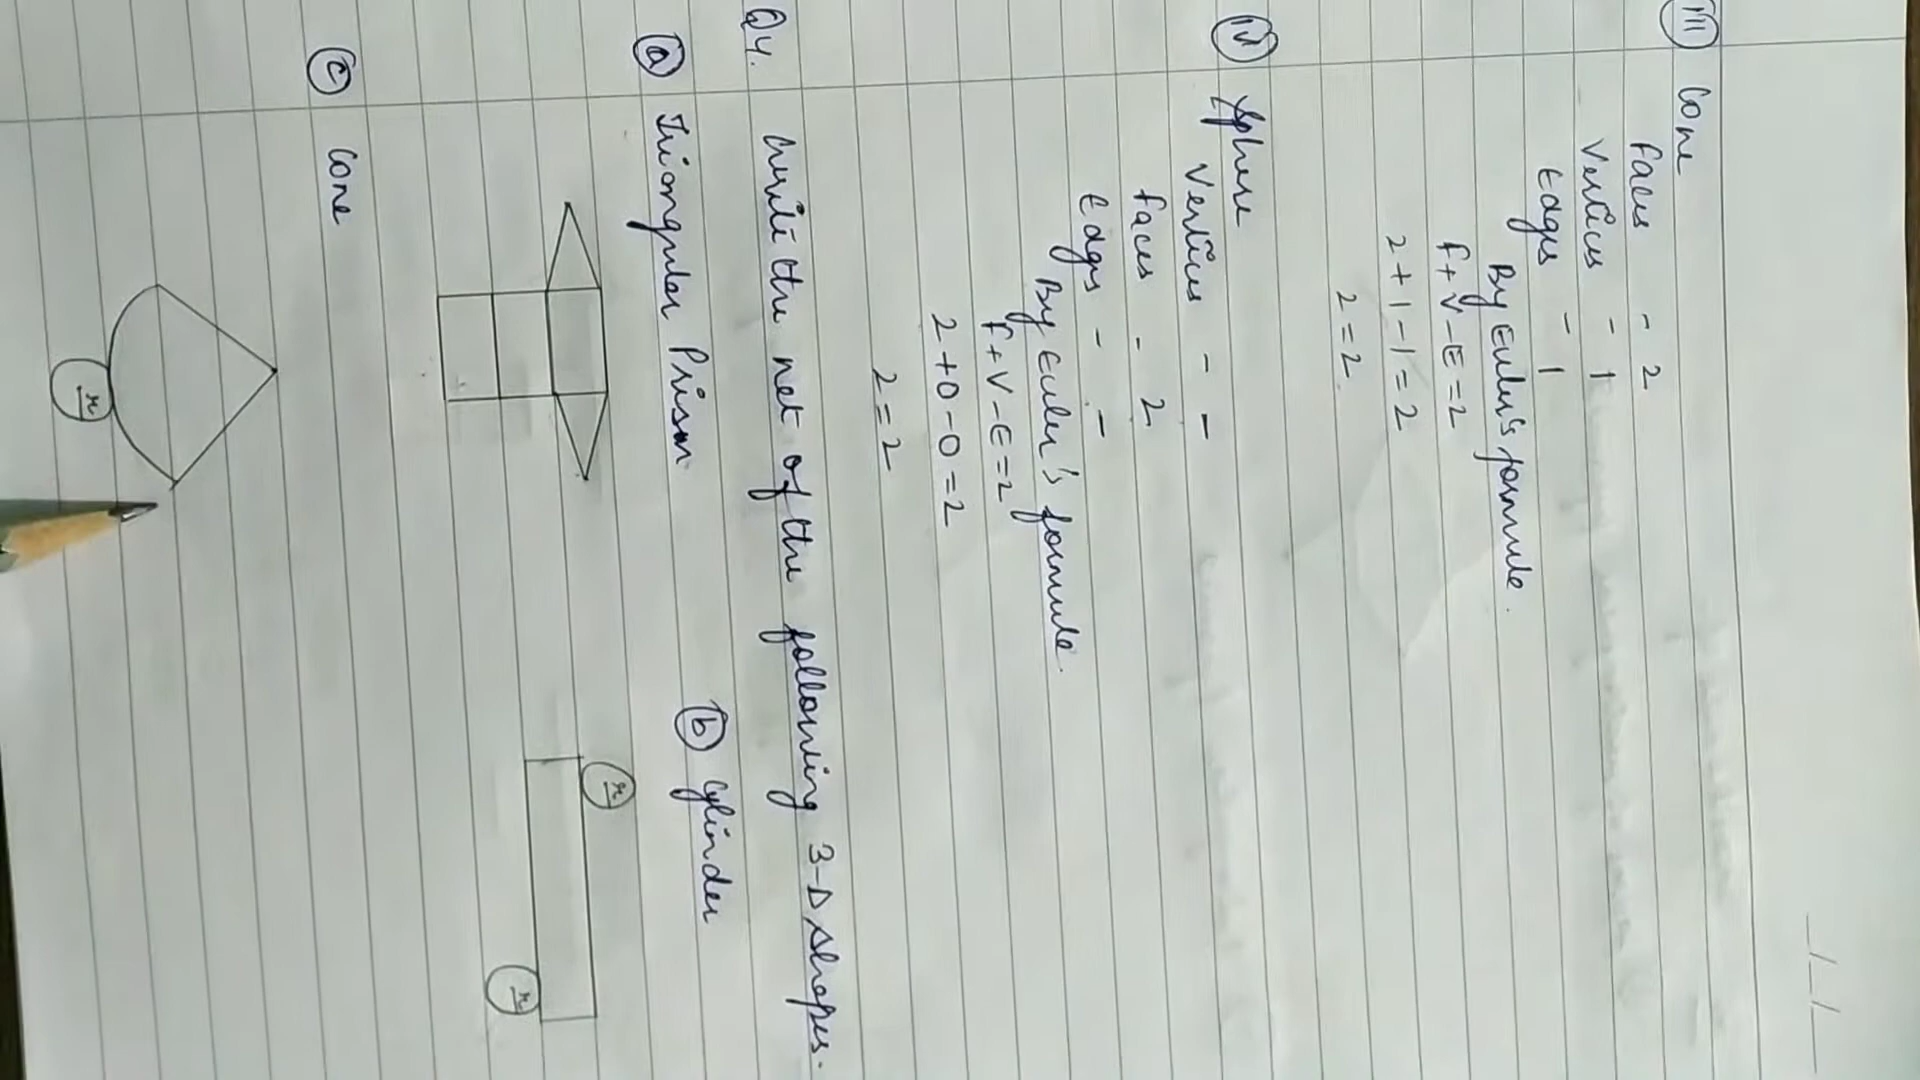 (III) Cone
Faces - 2
Vertices - 1
Edges - 1
By Euler's formule.
F+V-E=2
2+1-1=2
2=2
(IV) Sphere
Vertices - -
faces - 2
Edges - -
By Euler's formule.
F+V-E=2
2+0-0=2
2=2
Q4. Write the net of the following 3-D shapes.
(a) Triangular Prism (b) Cylinder
r
r
(c) Cone
r